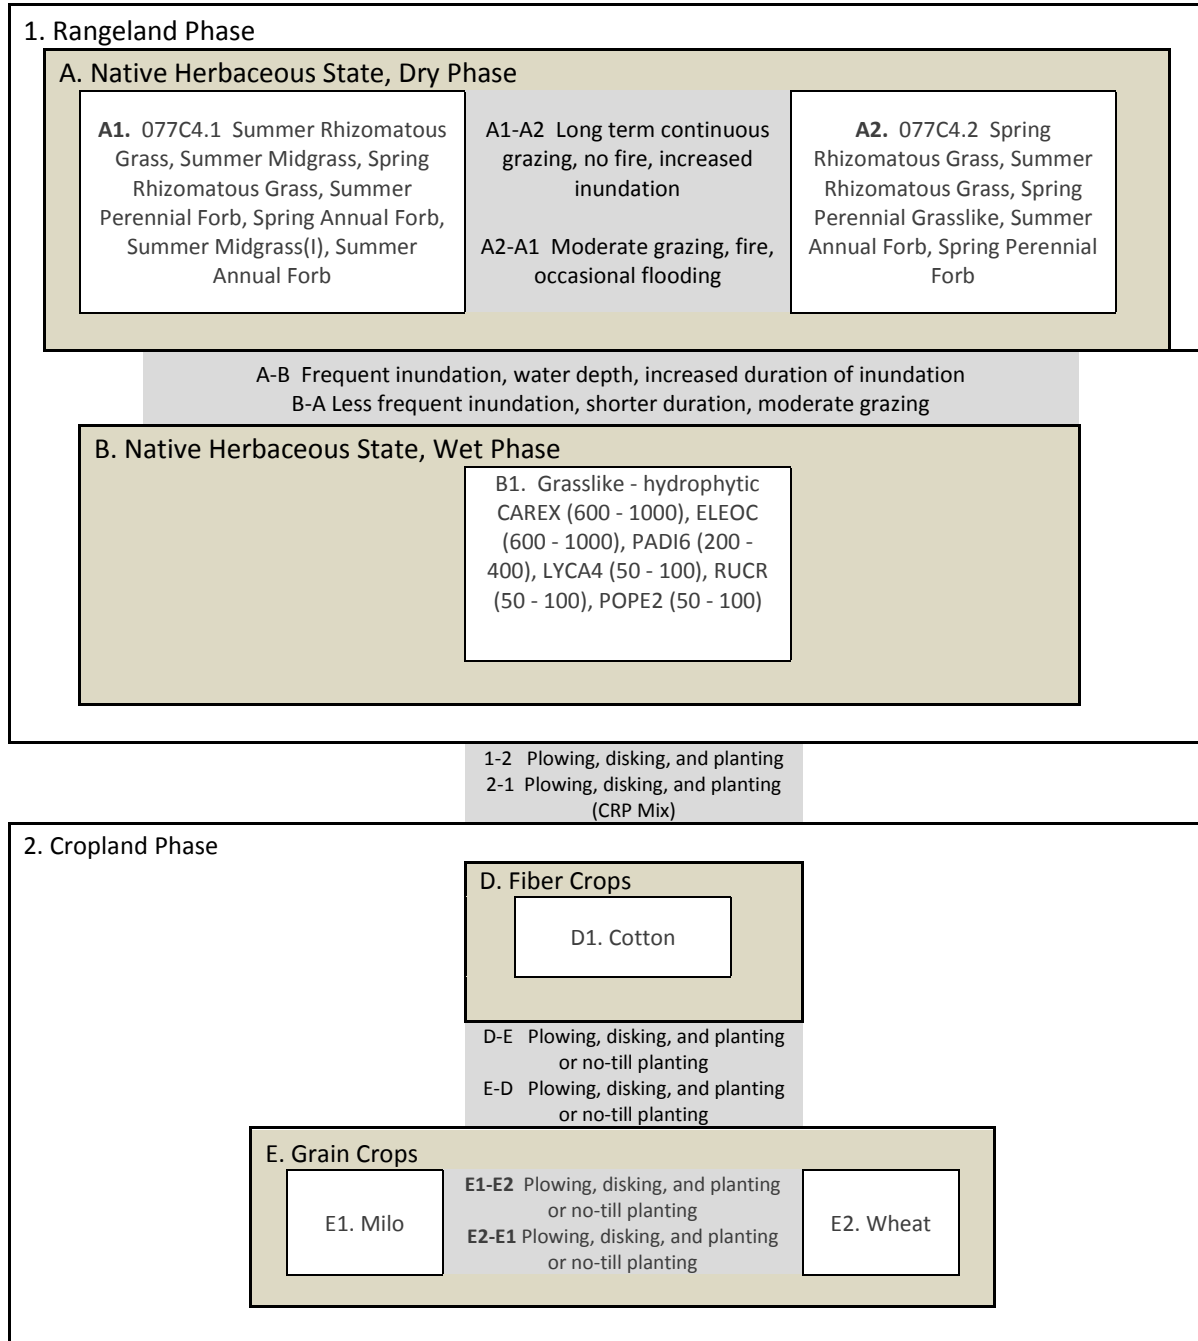 1. Rangeland Phase
A. Native Herbaceous State, Dry Phase
A1. 077C4.1 Summer Rhizomatous
Grass, Summer Midgrass, Spring
Rhizomatous Grass, Summer
Perennial Forb, Spring Annual Forb,
Summer Midgrass(I), Summer
Annual Forb
A1-A2 Long term continuous
grazing, no fire, increased
inundation
A2-A1 Moderate grazing, fire,
occasional flooding
A2. 077C4.2 Spring
Rhizomatous Grass, Summer
Rhizomatous Grass, Spring
Perennial Grasslike, Summer
Annual Forb, Spring Perennial
Forb
A-B Frequent inundation, water depth, increased duration of inundation
B-A Less frequent inundation, shorter duration, moderate grazing
B. Native Herbaceous State, Wet Phase
B1. Grasslike - hydrophytic
CAREX (600 - 1000), ELEOC
(600 - 1000), PADI6 (200 -
400), LYCA4 (50 - 100), RUCR
(50 - 100), POPE2 (50 - 100)
1-2 Plowing, disking, and planting
2-1 Plowing, disking, and planting
(CRP Mix)
2. Cropland Phase
D. Fiber Crops
D1. Cotton
D-E Plowing, disking, and planting
or no-till planting
E-D Plowing, disking, and planting
or no-till planting
E. Grain Crops
E1. Milo
E1-E2 Plowing, disking, and planting
or no-till planting
E2-E1 Plowing, disking, and planting
or no-till planting
E2. Wheat